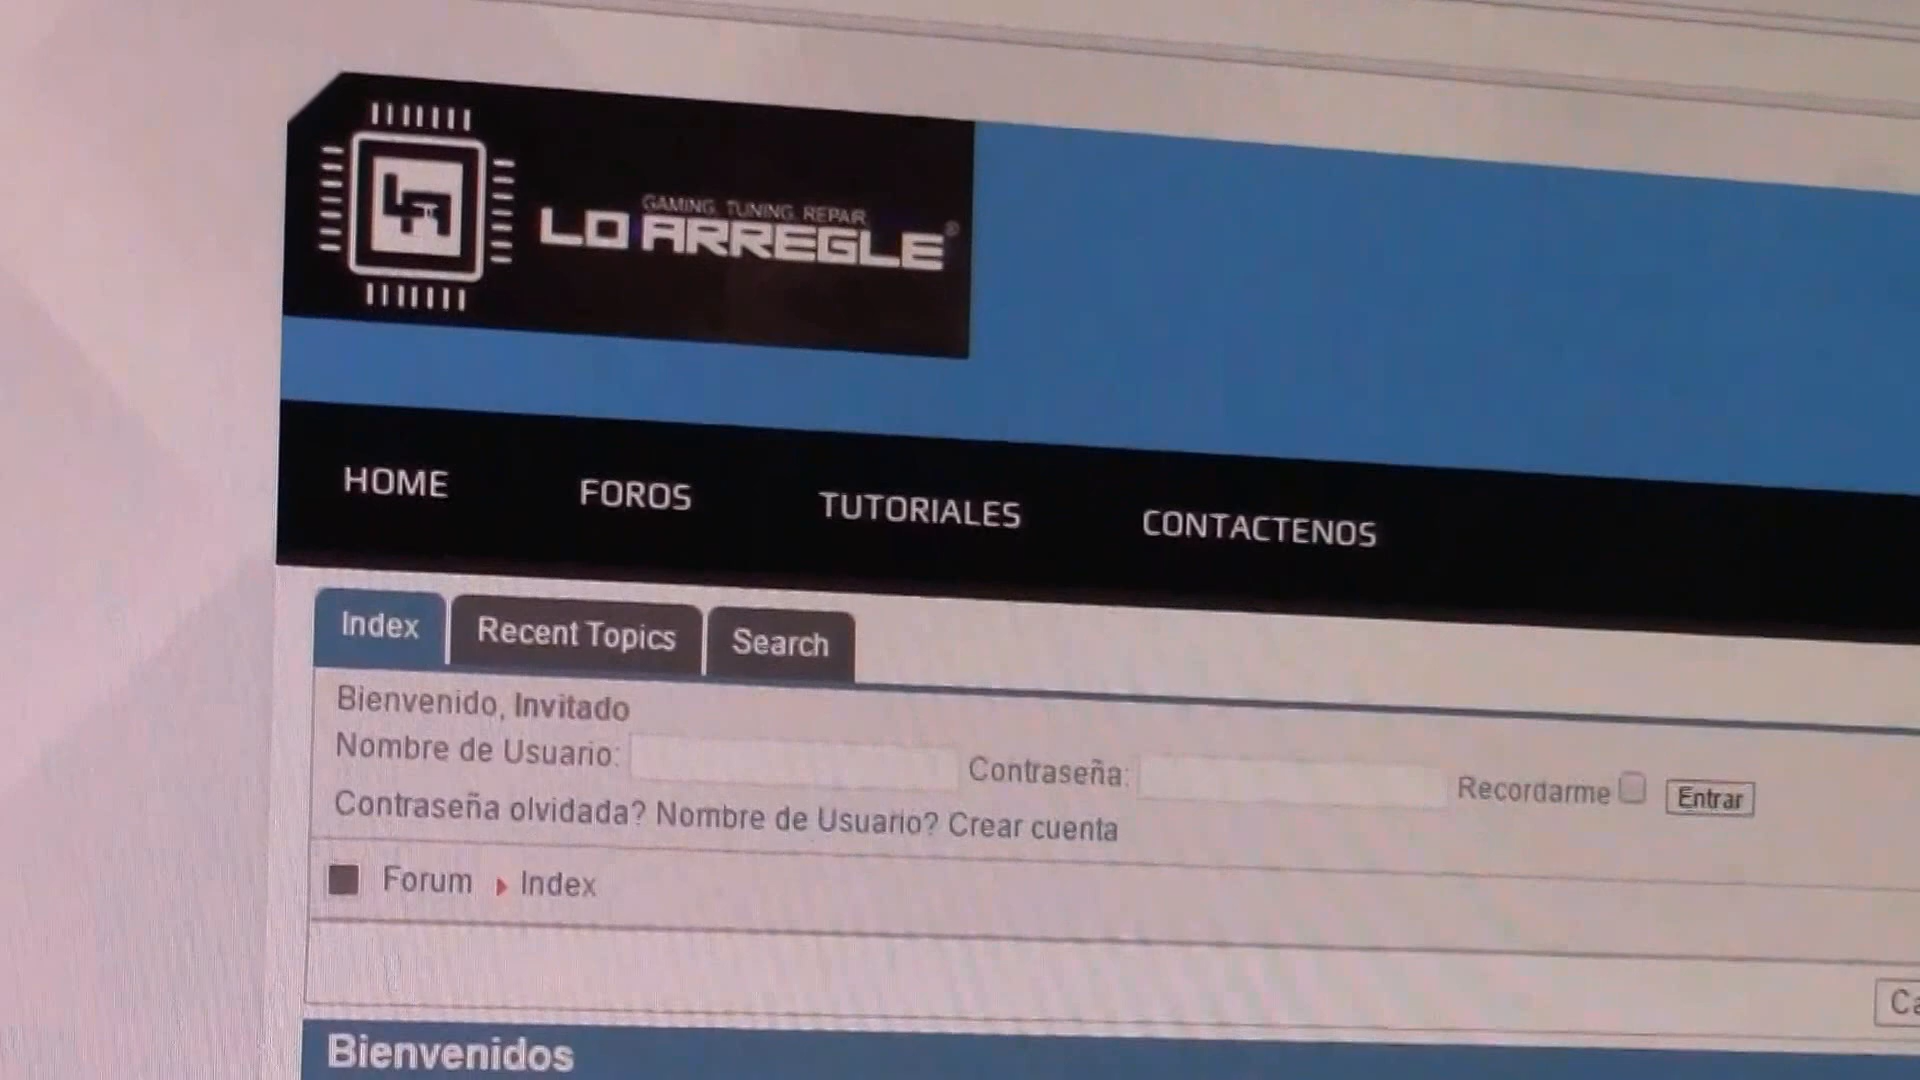 GAMING. TUNING. REPAIR.
LO ARREGLE®
HOME FOROS TUTORIALES CONTACTENOS
Index Recent Topics Search
Bienvenido, Invitado
Nombre de Usuario: Contraseña: Recordarme Entrar
Contraseña olvidada? Nombre de Usuario? Crear cuenta
Forum Index
Bienvenidos